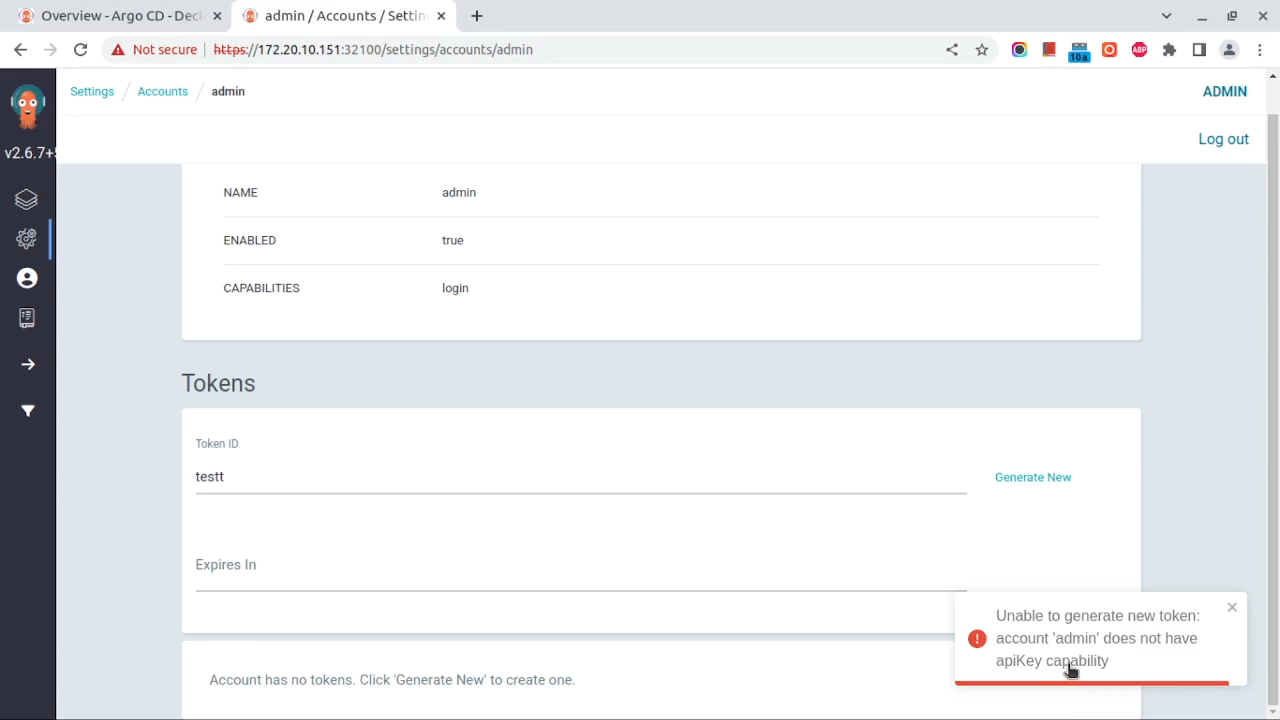 Overview - Argo CD - Decl
admin / Accounts / Settin
Not secure
https://172.20.10.151:32100/settings/accounts/admin
ABP
10a
Settings / Accounts / admin
ADMIN
v2.6.7+
Log out
NAME admin
ENABLED true
CAPABILITIES login
Tokens
Token ID
testt
Generate New
Expires In
Unable to generate new token:
account 'admin' does not have
apiKey capability
Account has no tokens. Click 'Generate New' to create one.